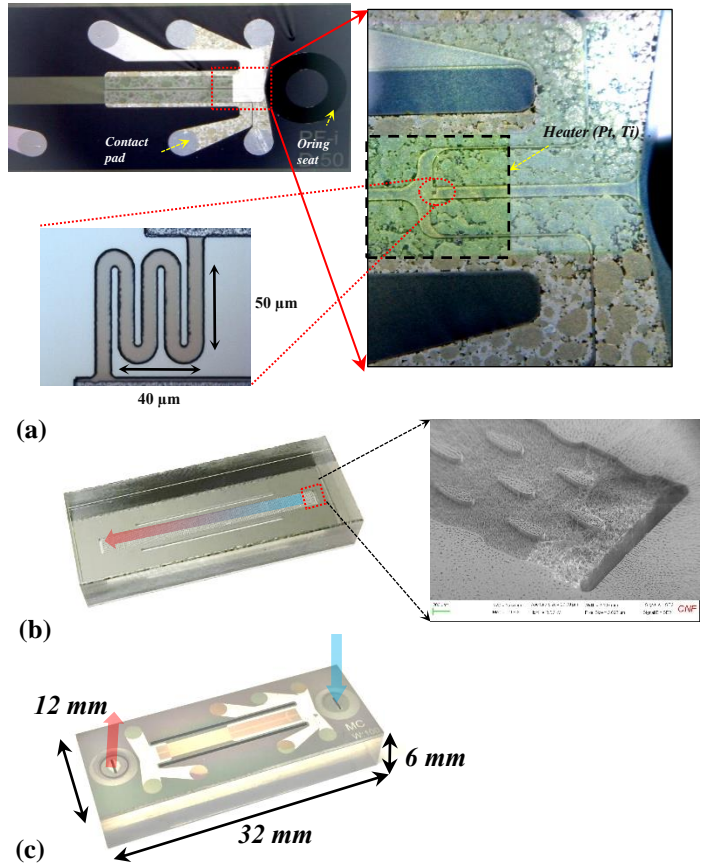 Contact
pad
Oring
seat
Heater (Pt, Ti)
50 µm
40 µm
(a)
(b)
CNF
12 mm
MC
6 mm
32 mm
(c)